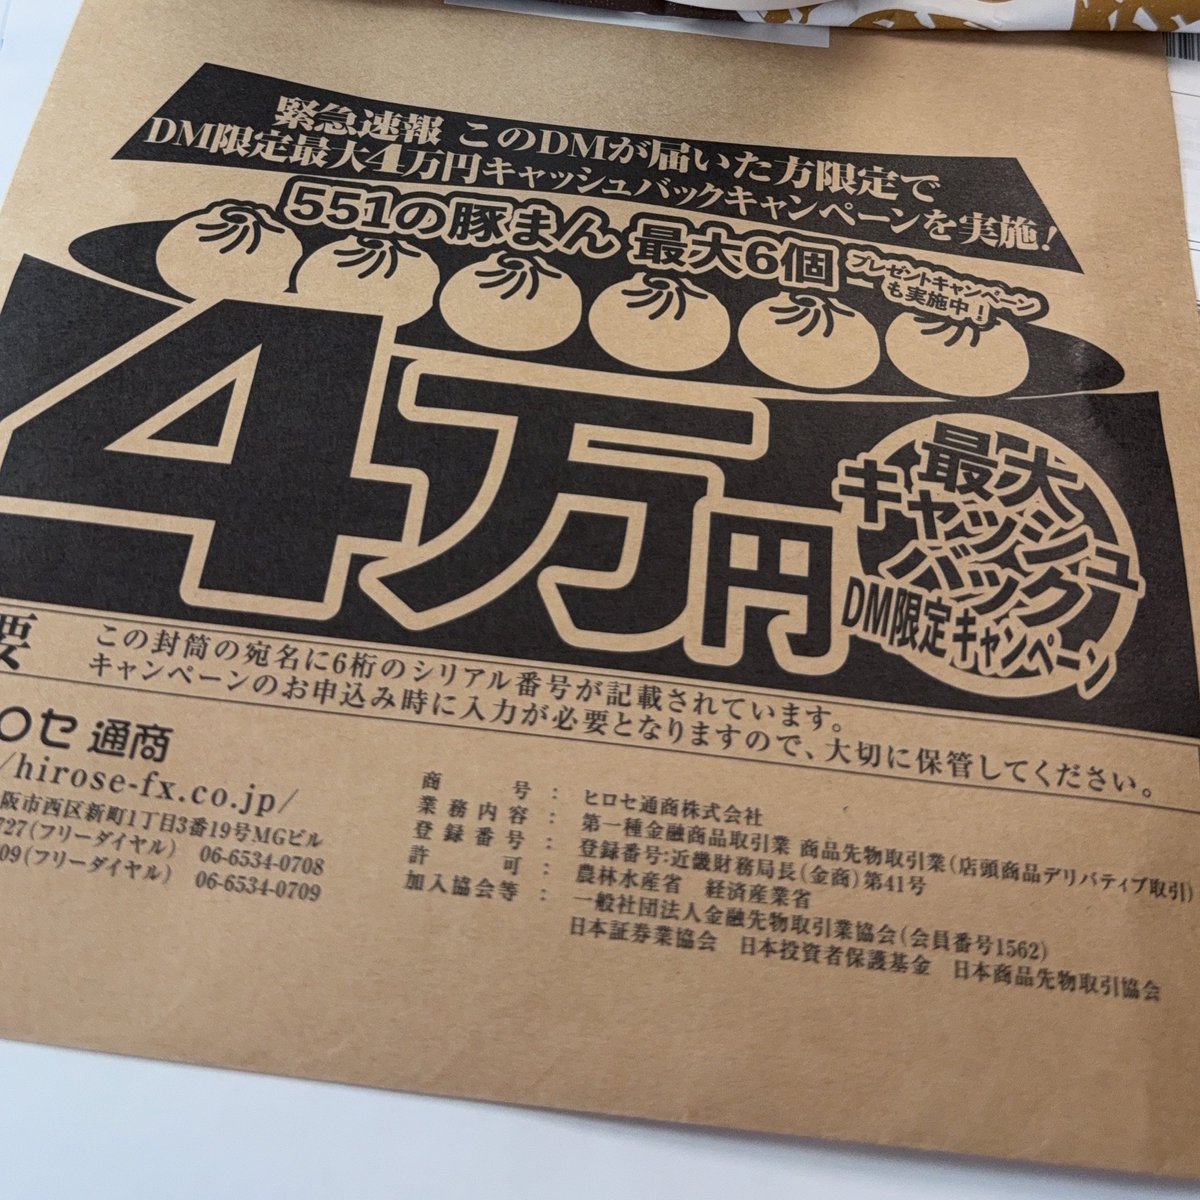 緊急速報 このDMが届いた方限定で
DM限定最大4万円キャッシュバックキャンペーンを実施!
551の豚まん 最大6個
プレゼントキャンペーン
も実施中!
4万円
最大
キャッシュ
バック
DM限定キャンペーン
要
この封筒の宛名に6桁のシリアル番号が記載されています。
キャンペーンのお申込み時に入力が必要となりますので、大切に保管してください。
ロセ通商
/hirose-fx.co.jp/
阪市西区新町1丁目3番19号MGビル
727(フリーダイヤル) 06-6534-0708
09(フリーダイヤル) 06-6534-0709
商号:ヒロセ通商株式会社
業務内容:第一種金融商品取引業 商品先物取引業(店頭商品デリバティブ取引)
登録番号:登録番号:近畿財務局長(金商)第41号
許可:農林水産省 経済産業省
加入協会等:一般社団法人金融先物取引業協会(会員番号1562)
日本証券業協会 日本投資者保護基金 日本商品先物取引協会